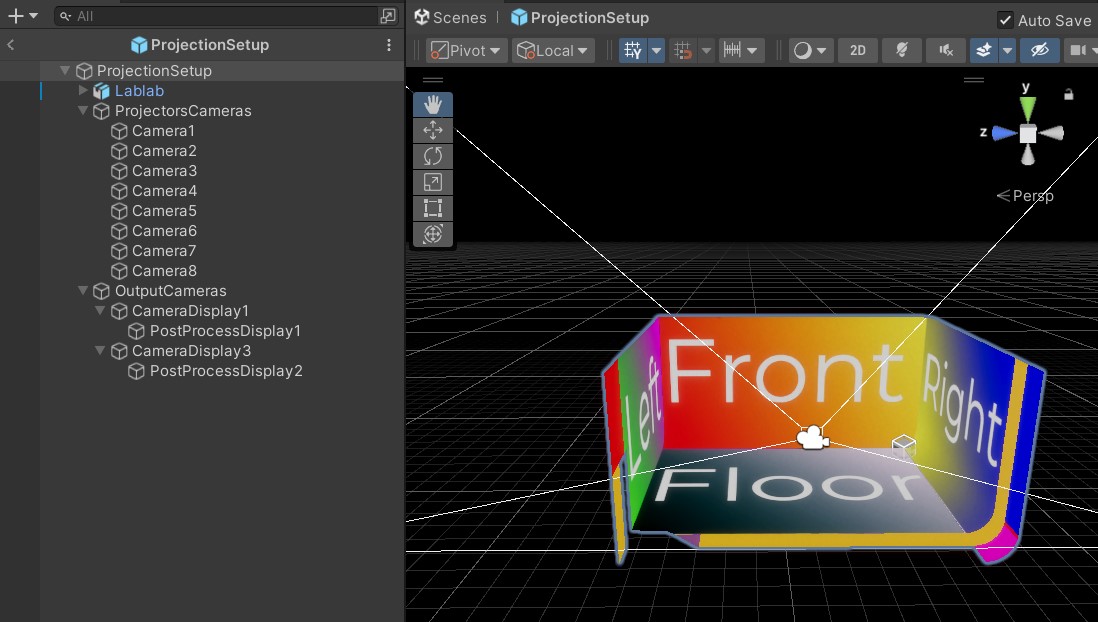 All
Scenes | ProjectionSetup
Auto Save
ProjectionSetup
Pivot Local 2D
ProjectionSetup
Lablab
ProjectorsCameras
Camera1
Camera2
Camera3
Camera4
Camera5
Camera6
Camera7
Camera8
OutputCameras
CameraDisplay1
PostProcessDisplay1
CameraDisplay3
PostProcessDisplay2
y
z
Persp
Front
Left
Right
Floor